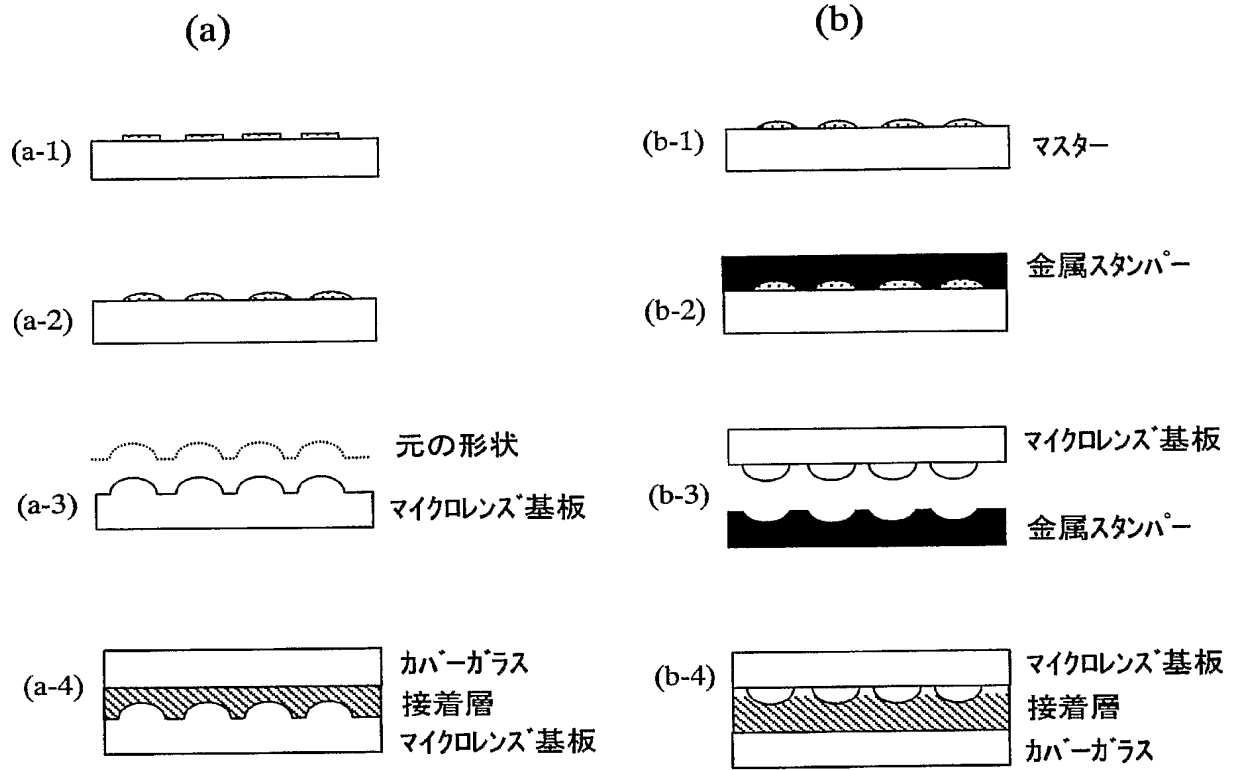 (a)
(a-1)
(a-2)
元の形状
(a-3)
マイクロレンズ基板
カバーガラス
(a-4)
接着層
マイクロレンズ基板
(b)
(b-1)
マスター
金属スタンパー
(b-2)
マイクロレンズ基板
(b-3)
金属スタンパー
マイクロレンズ基板
(b-4)
接着層
カバーガラス